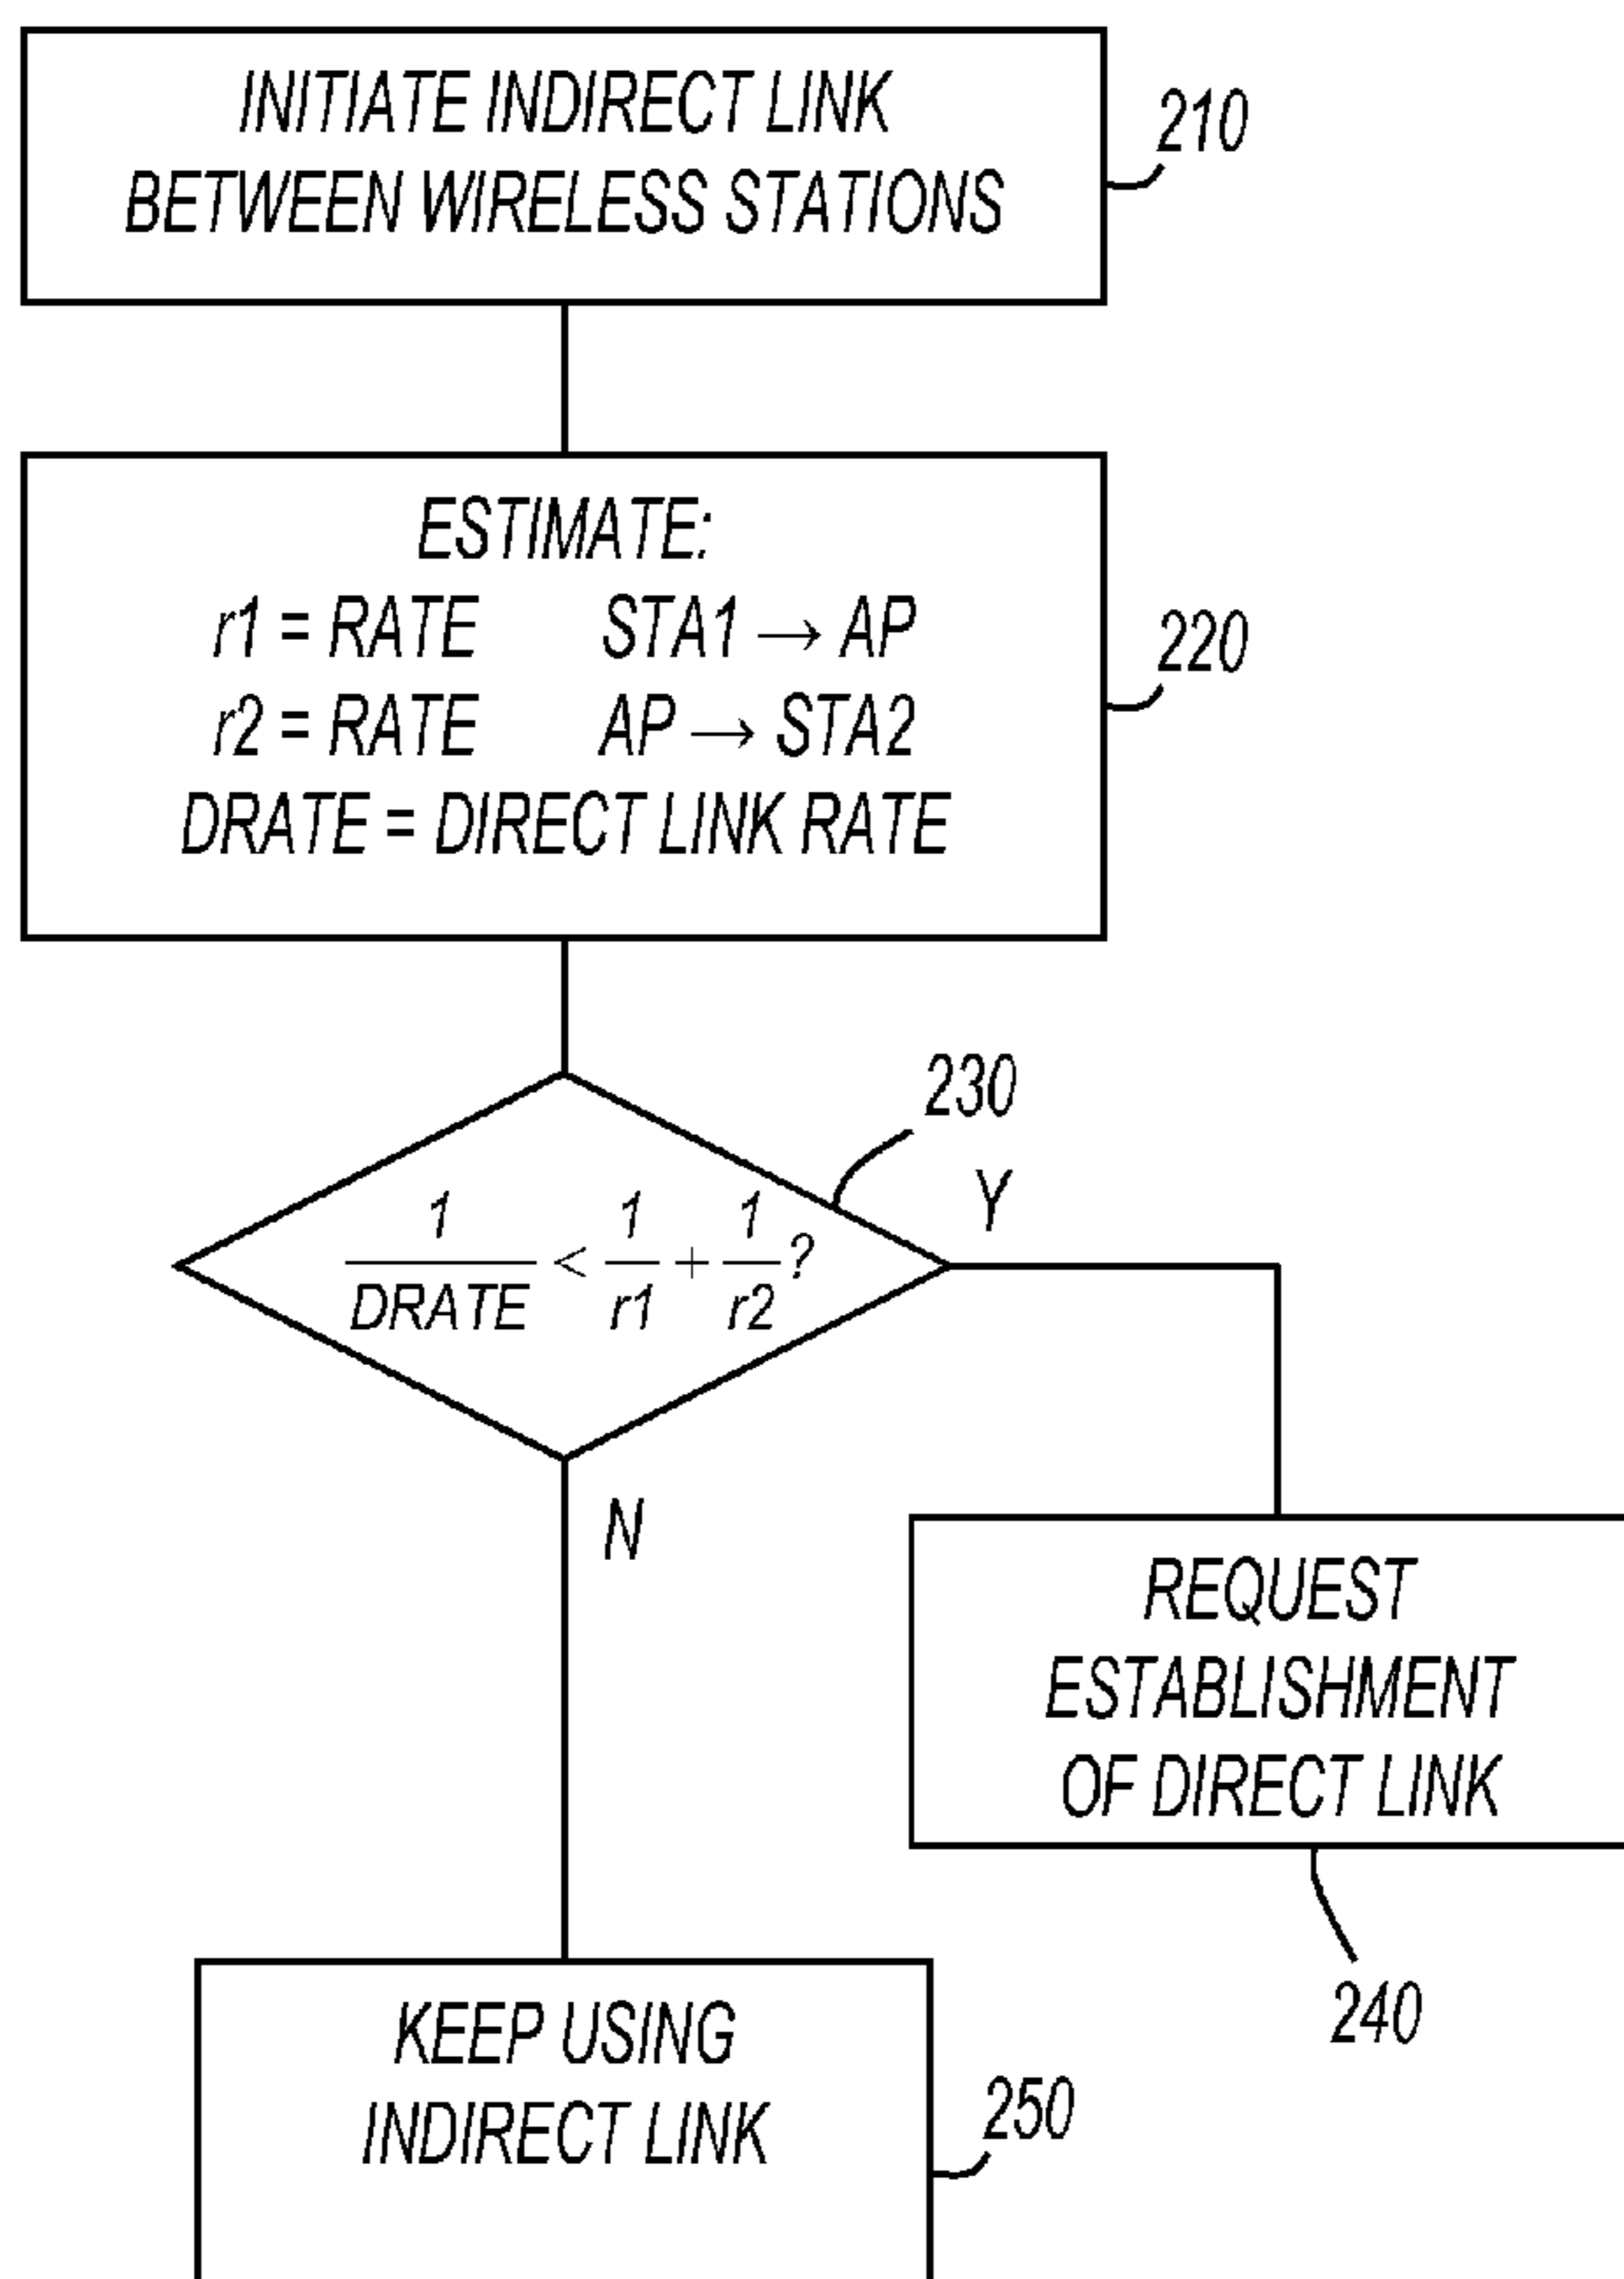 INITIATE INDIRECT LINK
BETWEEN WIRELESS STATIONS
210
ESTIMATE:
r1 = RATE STA1 → AP
r2 = RATE AP → STA2
DRATE = DIRECT LINK RATE
220
230
1/DRATE < 1/r1 + 1/r2 ?
Y
N
REQUEST
ESTABLISHMENT
OF DIRECT LINK
240
KEEP USING
INDIRECT LINK
250